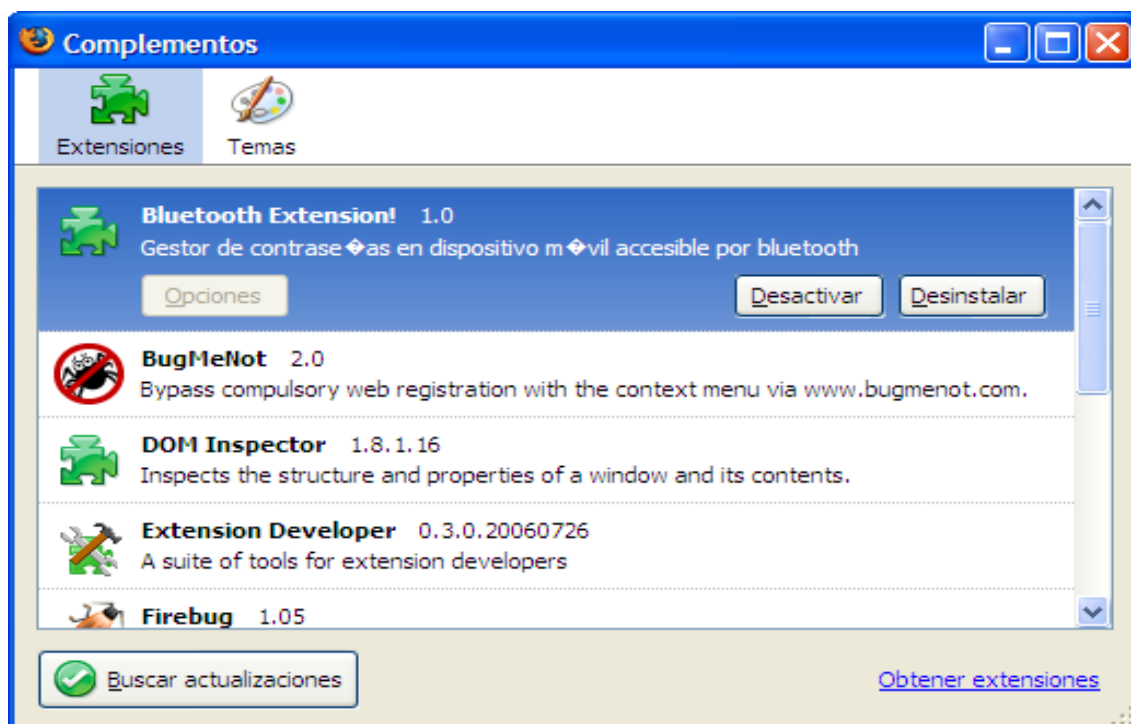 Complementos
Extensiones
Temas
Bluetooth Extension! 1.0
Gestor de contrase�as en dispositivo m�vil accesible por bluetooth
Opciones
Desactivar
Desinstalar
BugMeNot 2.0
Bypass compulsory web registration with the context menu via www.bugmenot.com.
DOM Inspector 1.8.1.16
Inspects the structure and properties of a window and its contents.
Extension Developer 0.3.0.20060726
A suite of tools for extension developers
Firebug 1.05
Buscar actualizaciones
Obtener extensiones